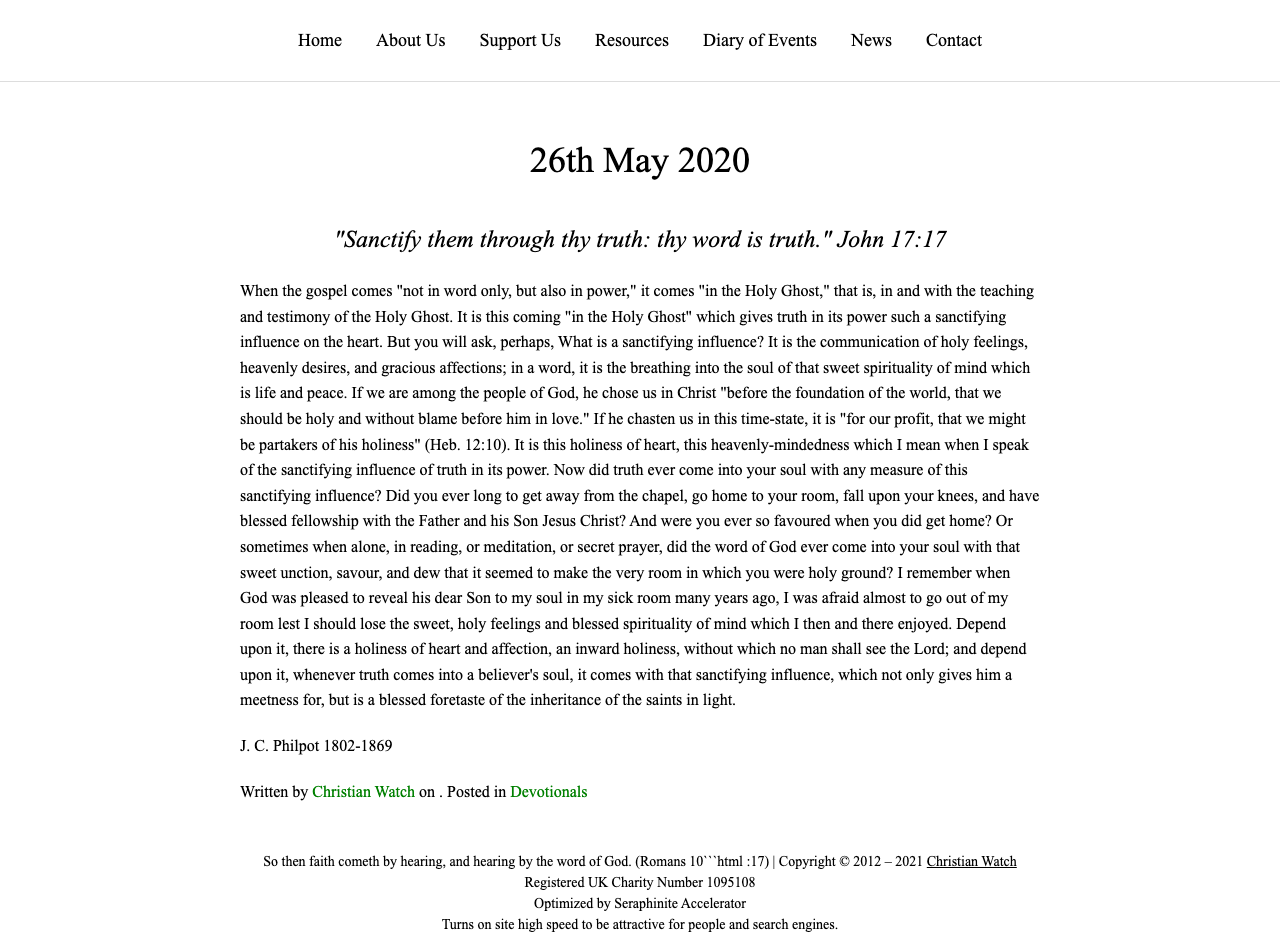 Home About Us Support Us Resources Diary of Events News Contact
26th May 2020
"Sanctify them through thy truth: thy word is truth." John 17:17
When the gospel comes "not in word only, but also in power," it comes "in the Holy Ghost," that is, in and with the teaching
and testimony of the Holy Ghost. It is this coming "in the Holy Ghost" which gives truth in its power such a sanctifying
influence on the heart. But you will ask, perhaps, What is a sanctifying influence? It is the communication of holy feelings,
heavenly desires, and gracious affections; in a word, it is the breathing into the soul of that sweet spirituality of mind which
is life and peace. If we are among the people of God, he chose us in Christ "before the foundation of the world, that we
should be holy and without blame before him in love." If he chasten us in this time-state, it is "for our profit, that we might
be partakers of his holiness" (Heb. 12:10). It is this holiness of heart, this heavenly-mindedness which I mean when I speak
of the sanctifying influence of truth in its power. Now did truth ever come into your soul with any measure of this
sanctifying influence? Did you ever long to get away from the chapel, go home to your room, fall upon your knees, and have
blessed fellowship with the Father and his Son Jesus Christ? And were you ever so favoured when you did get home? Or
sometimes when alone, in reading, or meditation, or secret prayer, did the word of God ever come into your soul with that
sweet unction, savour, and dew that it seemed to make the very room in which you were holy ground? I remember when
God was pleased to reveal his dear Son to my soul in my sick room many years ago, I was afraid almost to go out of my
room lest I should lose the sweet, holy feelings and blessed spirituality of mind which I then and there enjoyed. Depend
upon it, there is a holiness of heart and affection, an inward holiness, without which no man shall see the Lord; and depend
upon it, whenever truth comes into a believer's soul, it comes with that sanctifying influence, which not only gives him a
meetness for, but is a blessed foretaste of the inheritance of the saints in light.
J. C. Philpot 1802-1869
Written by Christian Watch on . Posted in Devotionals
So then faith cometh by hearing, and hearing by the word of God. (Romans 10```html :17) | Copyright © 2012 – 2021 Christian Watch
Registered UK Charity Number 1095108
Optimized by Seraphinite Accelerator
Turns on site high speed to be attractive for people and search engines.